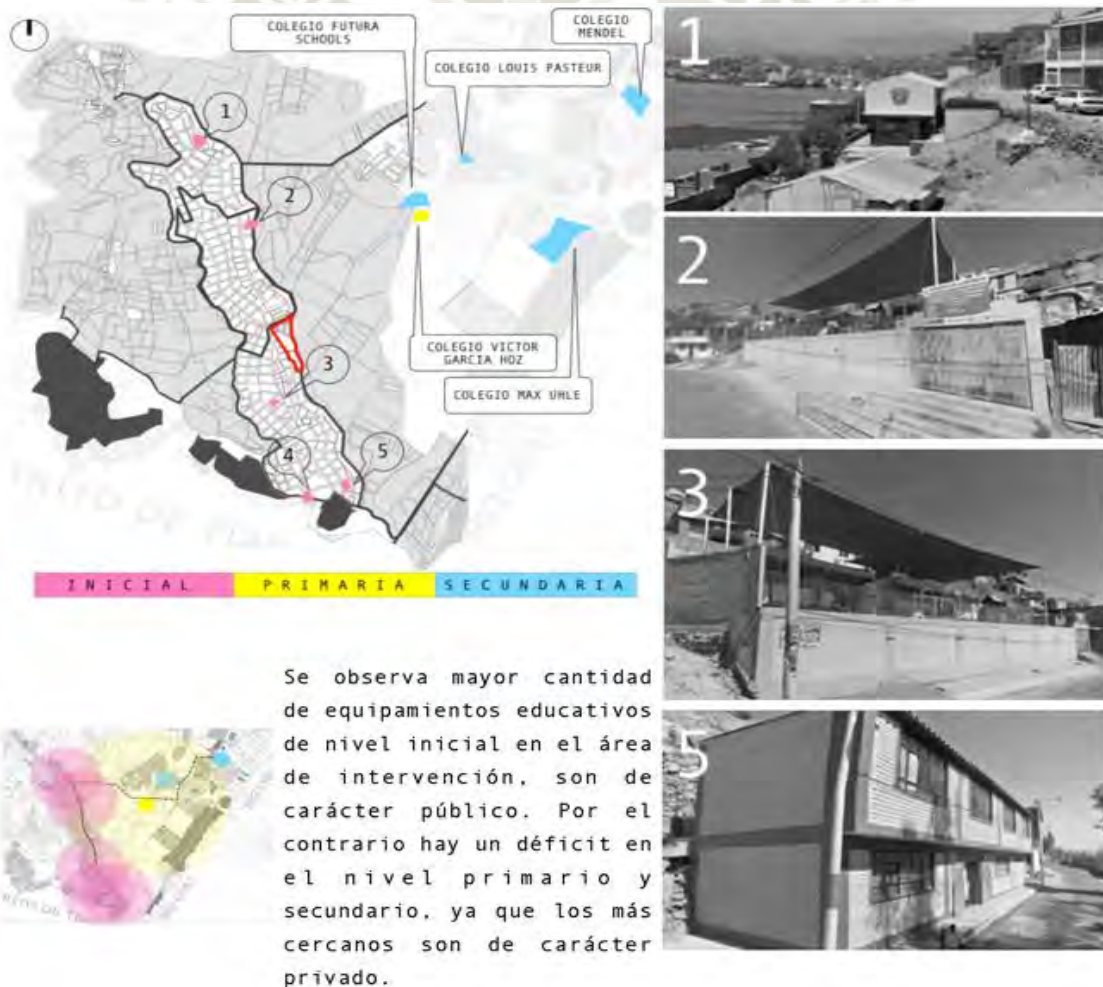 COLEGIO FUTURA
SCHOOLS
COLEGIO LOUIS PASTEUR
COLEGIO
MENDEL
1
2
3
4
5
COLEGIO VICTOR
GARCIA HOZ
COLEGIO MAX UHLE
INICIAL PRIMARIA SECUNDARIA
Se observa mayor cantidad
de equipamientos educativos
de nivel inicial en el área
de intervención, son de
carácter público. Por el
contrario hay un déficit en
el nivel primario y
secundario, ya que los más
cercanos son de carácter
privado.
1
2
3
5